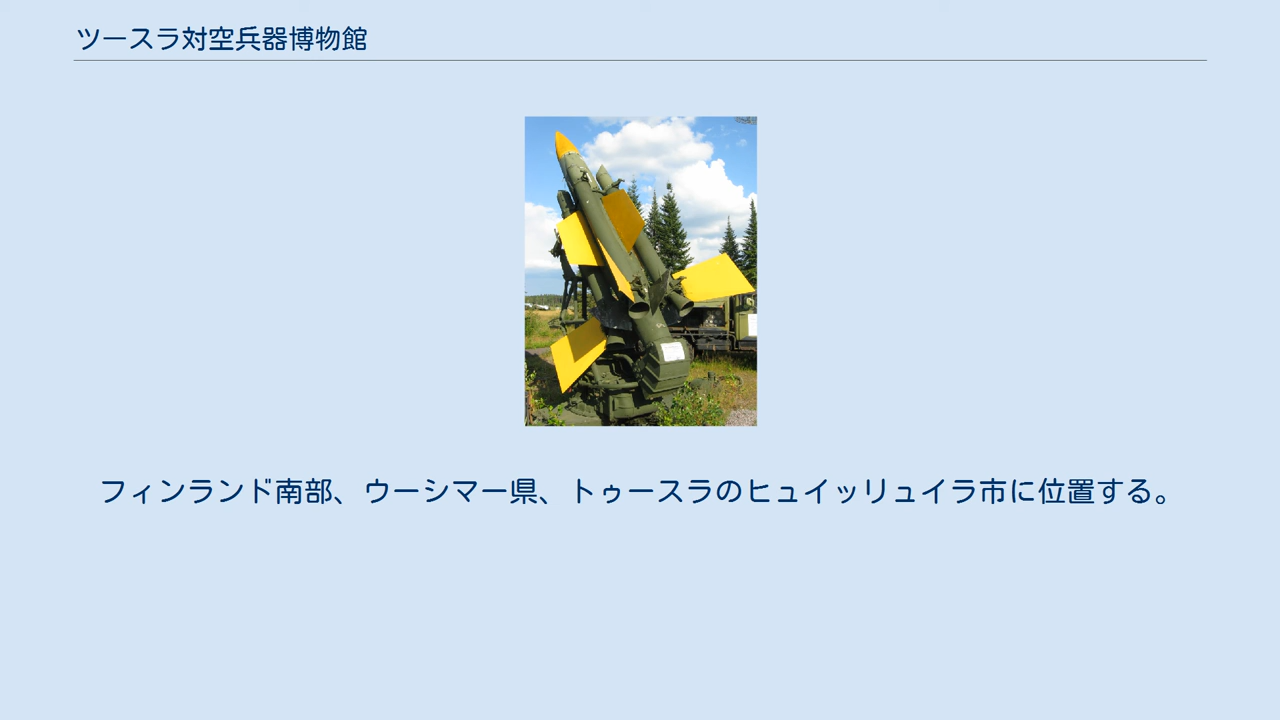 ツースラ対空兵器博物館
フィンランド南部、ウーシマー県、トゥースラのヒュイッリュイラ市に位置する。